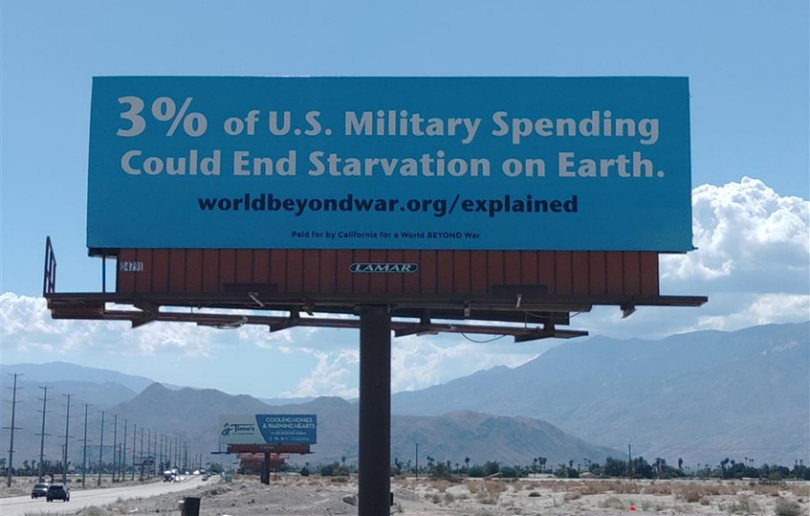 3% of U.S. Military Spending
Could End Starvation on Earth.
worldbeyondwar.org/explained
Paid for by California for a World BEYOND War
04791
LAMAR
COOLING HOMES
& WARMING HEARTS